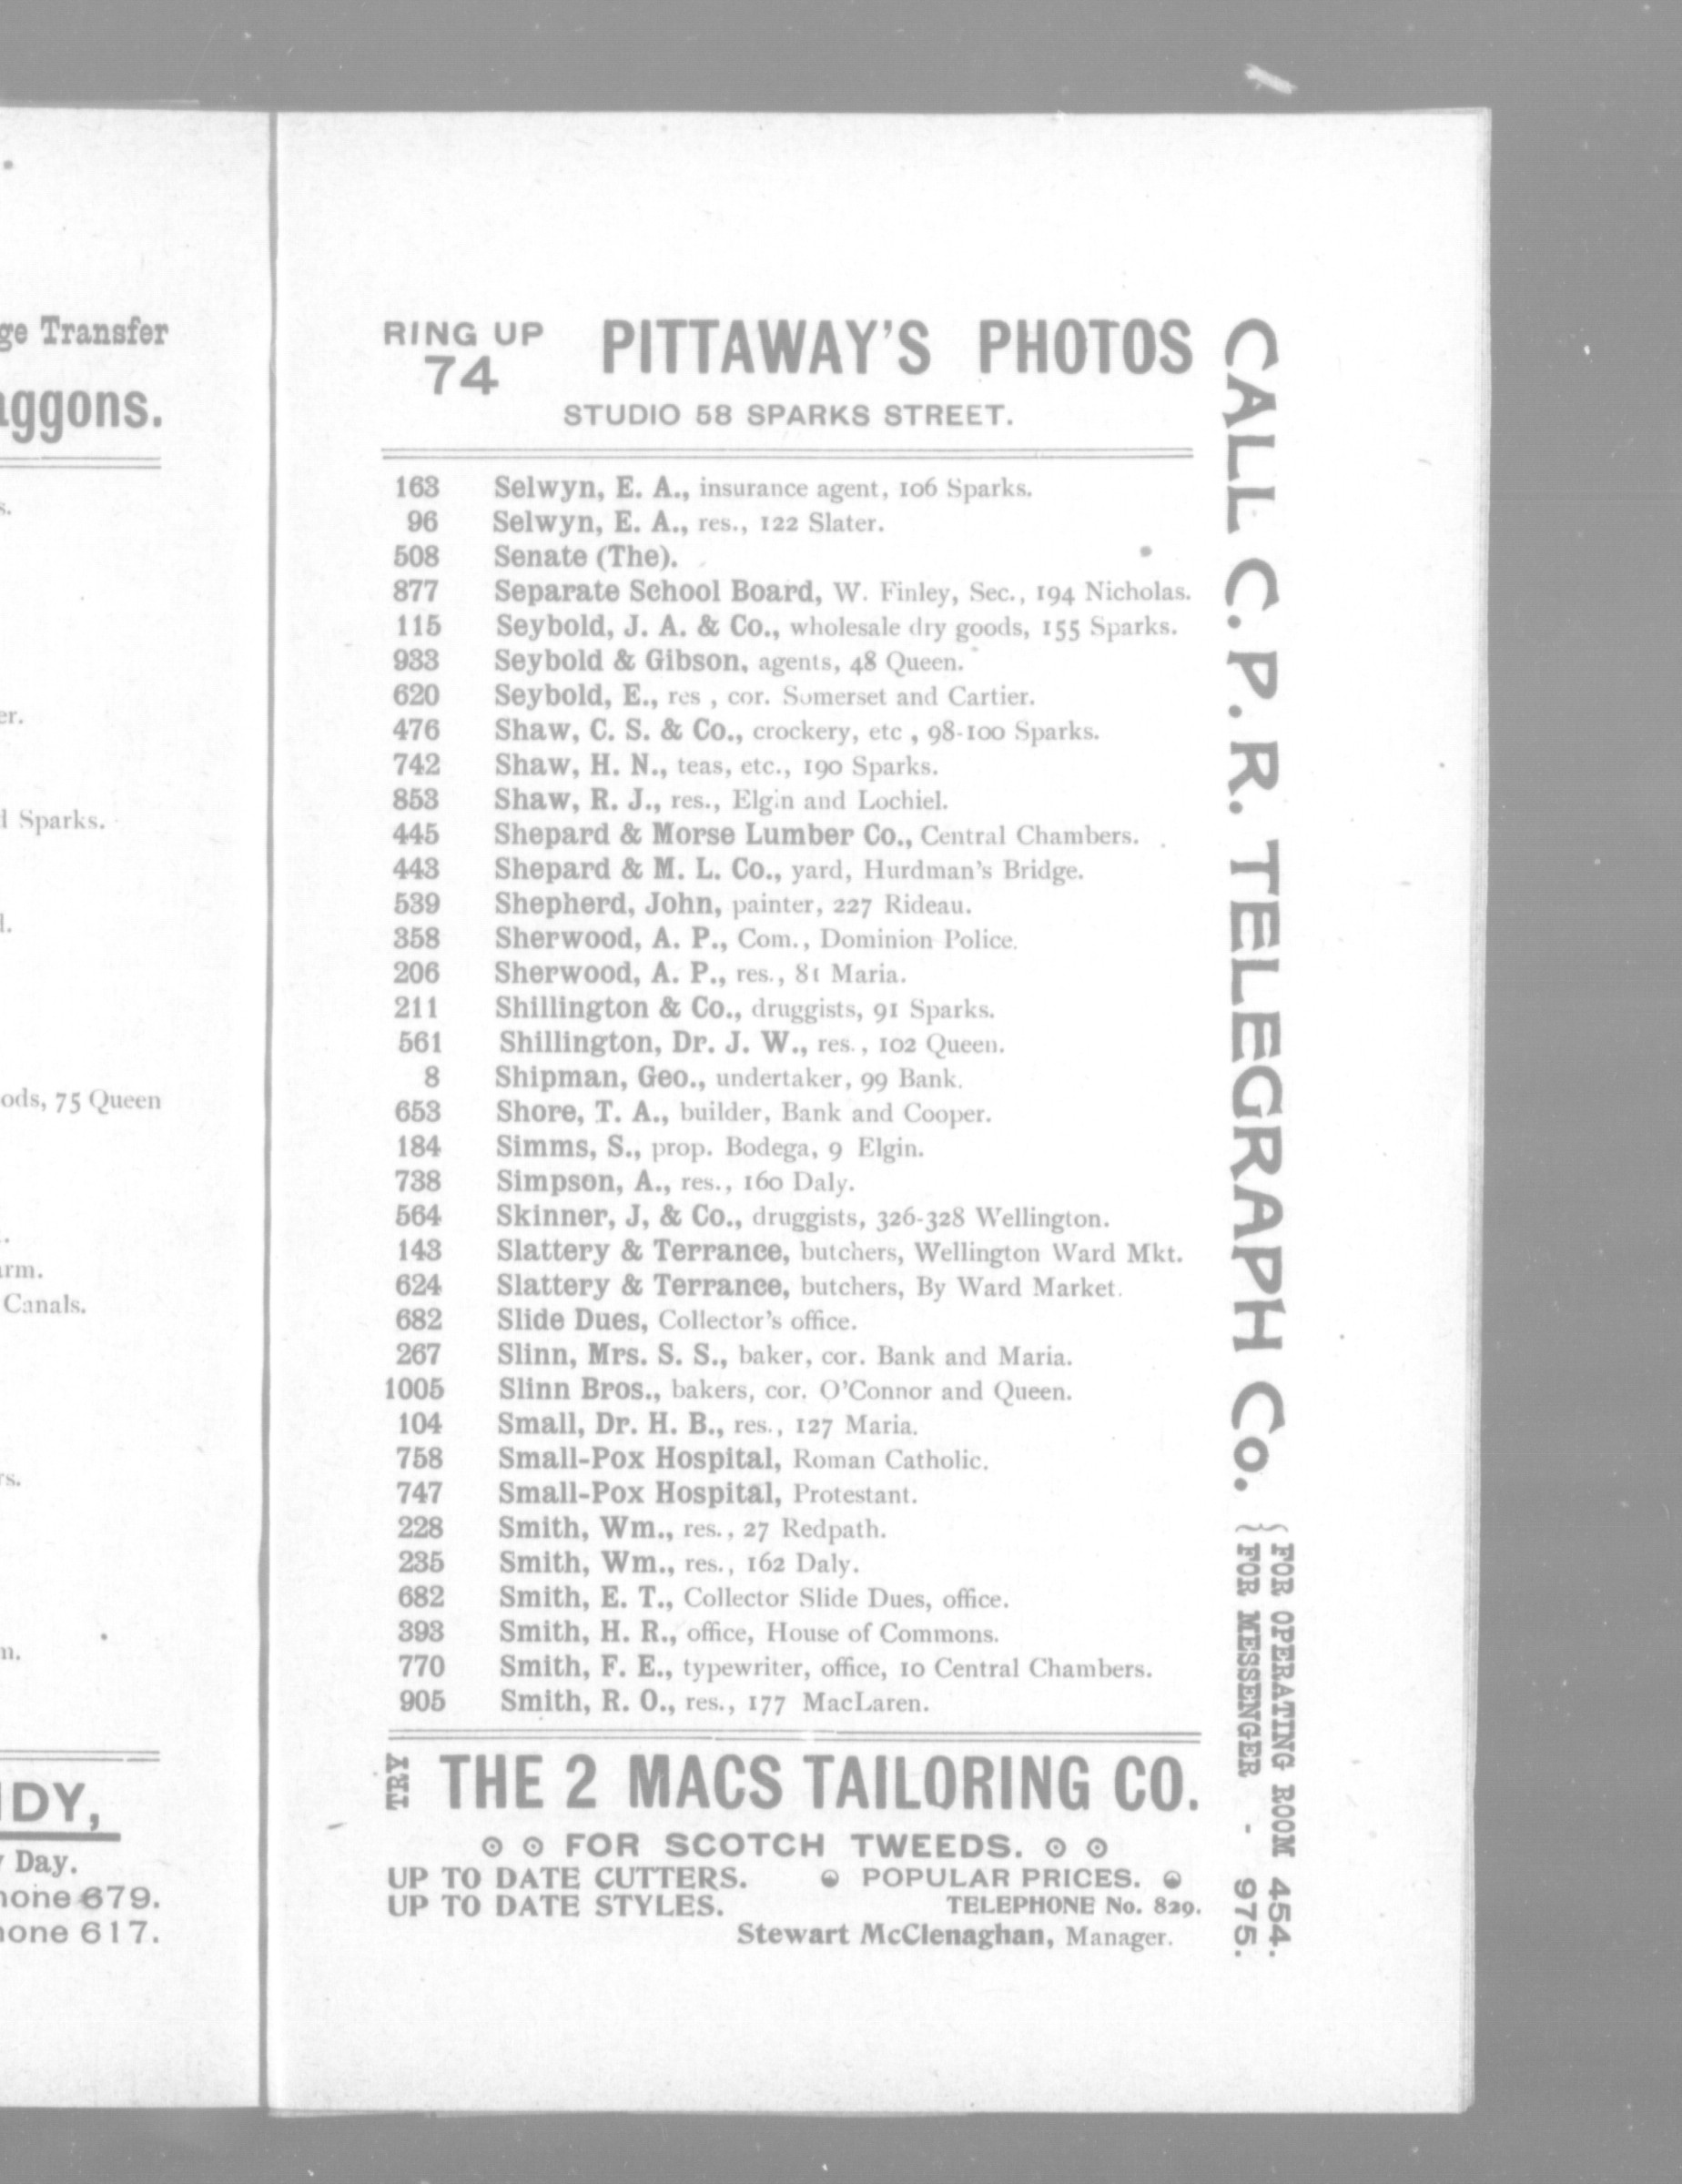 ge Transfer
aggons.
s.
er.
d Sparks.
l.
ods, 75 Queen
arm.
Canals.
rs.
m.
IDY,
Day.
hone 679.
hone 617.
RING UP
74
PITTAWAY'S PHOTOS
STUDIO 58 SPARKS STREET.
163 Selwyn, E. A., insurance agent, 106 Sparks.
96 Selwyn, E. A., res., 122 Slater.
508 Senate (The).
877 Separate School Board, W. Finley, Sec., 194 Nicholas.
115 Seybold, J. A. & Co., wholesale dry goods, 155 Sparks.
933 Seybold & Gibson, agents, 48 Queen.
620 Seybold, E., res , cor. Somerset and Cartier.
476 Shaw, C. S. & Co., crockery, etc , 98-100 Sparks.
742 Shaw, H. N., teas, etc., 190 Sparks.
853 Shaw, R. J., res., Elgin and Lochiel.
445 Shepard & Morse Lumber Co., Central Chambers.
443 Shepard & M. L. Co., yard, Hurdman's Bridge.
539 Shepherd, John, painter, 227 Rideau.
358 Sherwood, A. P., Com., Dominion Police.
206 Sherwood, A. P., res., 81 Maria.
211 Shillington & Co., druggists, 91 Sparks.
561 Shillington, Dr. J. W., res., 102 Queen.
8 Shipman, Geo., undertaker, 99 Bank.
653 Shore, T. A., builder, Bank and Cooper.
184 Simms, S., prop. Bodega, 9 Elgin.
738 Simpson, A., res., 160 Daly.
564 Skinner, J, & Co., druggists, 326-328 Wellington.
143 Slattery & Terrance, butchers, Wellington Ward Mkt.
624 Slattery & Terrance, butchers, By Ward Market.
682 Slide Dues, Collector's office.
267 Slinn, Mrs. S. S., baker, cor. Bank and Maria.
1005 Slinn Bros., bakers, cor. O'Connor and Queen.
104 Small, Dr. H. B., res., 127 Maria.
758 Small-Pox Hospital, Roman Catholic.
747 Small-Pox Hospital, Protestant.
228 Smith, Wm., res., 27 Redpath.
235 Smith, Wm., res., 162 Daly.
682 Smith, E. T., Collector Slide Dues, office.
393 Smith, H. R., office, House of Commons.
770 Smith, F. E., typewriter, office, 10 Central Chambers.
905 Smith, R. O., res., 177 MacLaren.
TRY THE 2 MACS TAILORING CO.
FOR SCOTCH TWEEDS.
UP TO DATE CUTTERS. POPULAR PRICES.
UP TO DATE STYLES. TELEPHONE No. 829.
Stewart McClenaghan, Manager.
CALL C. P. R. TELEGRAPH Co.
FOR OPERATING ROOM 454.
FOR MESSENGER - 975.